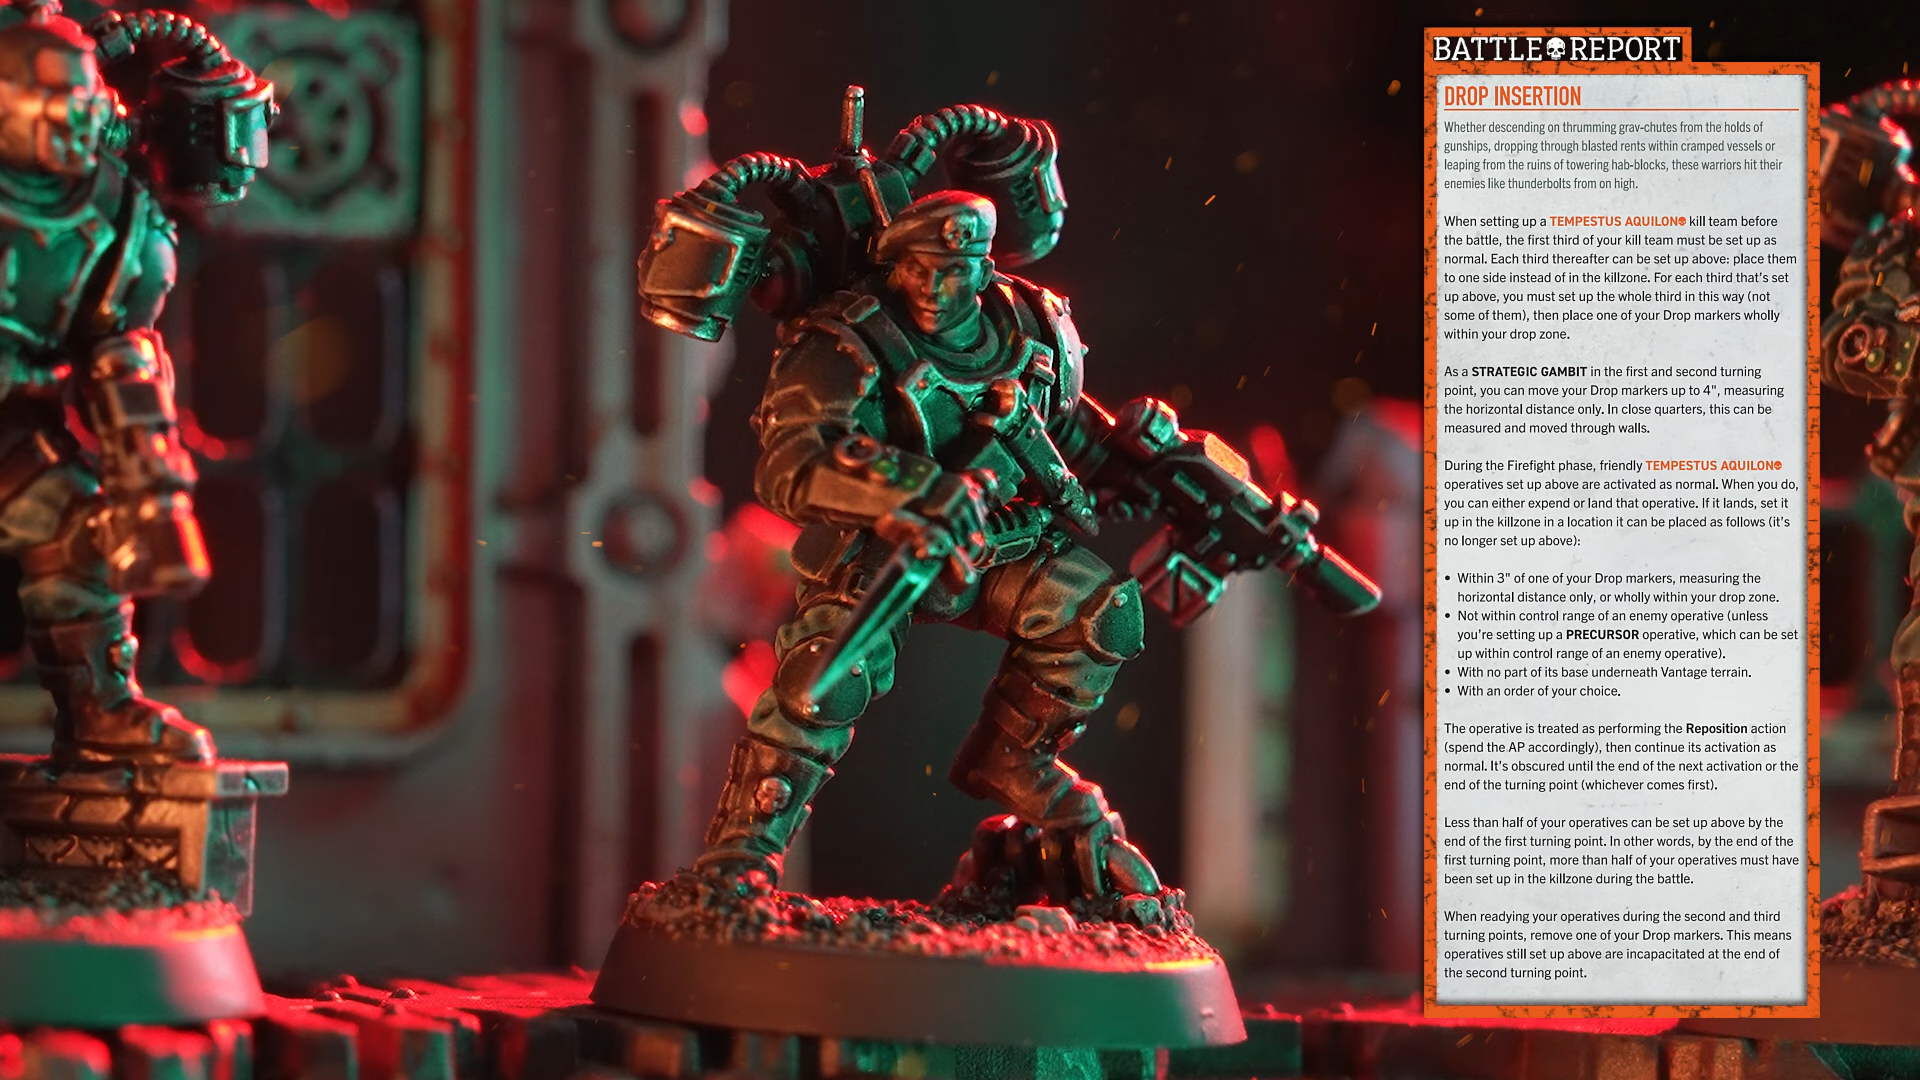 BATTLE REPORT
DROP INSERTION
Whether descending on thrumming grav-chutes from the holds of
gunships, dropping through blasted rents within cramped vessels or
leaping from the ruins of towering hab-blocks, these warriors hit their
enemies like thunderbolts from on high.
When setting up a TEMPESTUS AQUILON kill team before
the battle, the first third of your kill team must be set up as
normal. Each third thereafter can be set up above: place them
to one side instead of in the killzone. For each third that's set
up above, you must set up the whole third in this way (not
some of them), then place one of your Drop markers wholly
within your drop zone.
As a STRATEGIC GAMBIT in the first and second turning
point, you can move your Drop markers up to 4", measuring
the horizontal distance only. In close quarters, this can be
measured and moved through walls.
During the Firefight phase, friendly TEMPESTUS AQUILON
operatives set up above are activated as normal. When you do,
you can either expend or land that operative. If it lands, set it
up in the killzone in a location it can be placed as follows (it's
no longer set up above):
• Within 3" of one of your Drop markers, measuring the
horizontal distance only, or wholly within your drop zone.
• Not within control range of an enemy operative (unless
you're setting up a PRECURSOR operative, which can be set
up within control range of an enemy operative).
• With no part of its base underneath Vantage terrain.
• With an order of your choice.
The operative is treated as performing the Reposition action
(spend the AP accordingly), then continue its activation as
normal. It's obscured until the end of the next activation or the
end of the turning point (whichever comes first).
Less than half of your operatives can be set up above by the
end of the first turning point. In other words, by the end of the
first turning point, more than half of your operatives must have
been set up in the killzone during the battle.
When readying your operatives during the second and third
turning points, remove one of your Drop markers. This means
operatives still set up above are incapacitated at the end of
the second turning point.